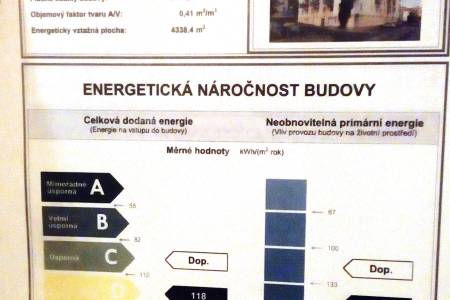 Objemový faktor tvaru A/V: 0,41 m²/m³
Energeticky vztažná plocha: 4338,4 m²
ENERGETICKÁ NÁROČNOST BUDOVY
Celková dodaná energie
(Energie na vstupu do budovy)
Neobnovitelná primární energie
(Vliv provozu budovy na životní prostředí)
Měrné hodnoty kWh/(m² rok)
Mimořádně úsporná A
56
67
Velmi úsporná B
82
100
Úsporná C
Dop.
Dop.
110
133
D
118